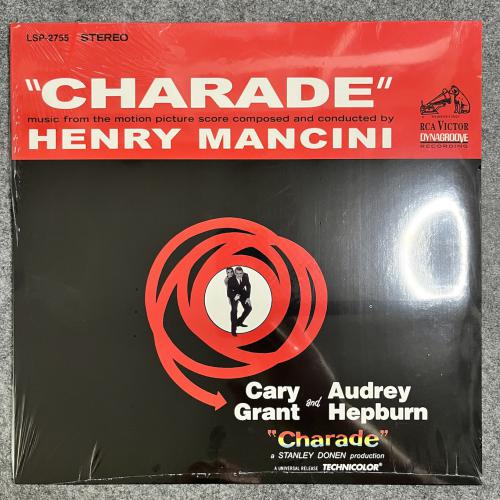 LSP-2755 STEREO
"CHARADE"
music from the motion picture score composed and conducted by
HENRY MANCINI
RCA VICTOR
DYNAGROOVE
RECORDING
Cary Grant and Audrey Hepburn
"Charade"
a STANLEY DONEN production
A UNIVERSAL RELEASE TECHNICOLOR®